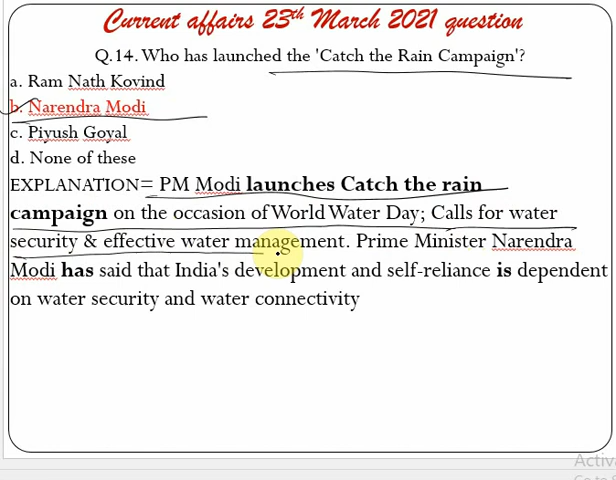 Current affairs 23th March 2021 question
Q.14. Who has launched the 'Catch the Rain Campaign'?
a. Ram Nath Kovind
b. Narendra Modi
c. Piyush Goyal
d. None of these
EXPLANATION= PM Modi launches Catch the rain
campaign on the occasion of World Water Day; Calls for water
security & effective water management. Prime Minister Narendra
Modi has said that India's development and self-reliance is dependent
on water security and water connectivity